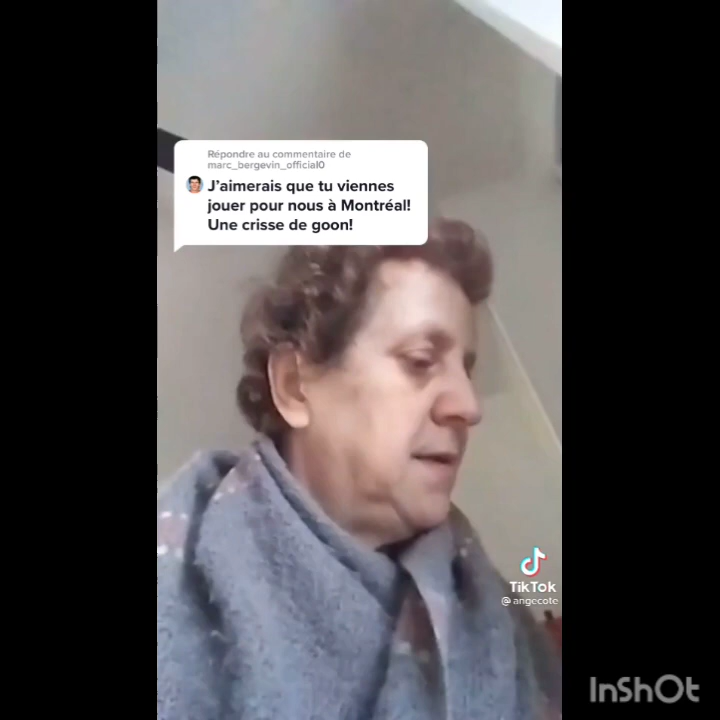 Répondre au commentaire de
marc_bergevin_official0
J'aimerais que tu viennes
jouer pour nous à Montréal!
Une crisse de goon!
TikTok
@ angecote
InShOt